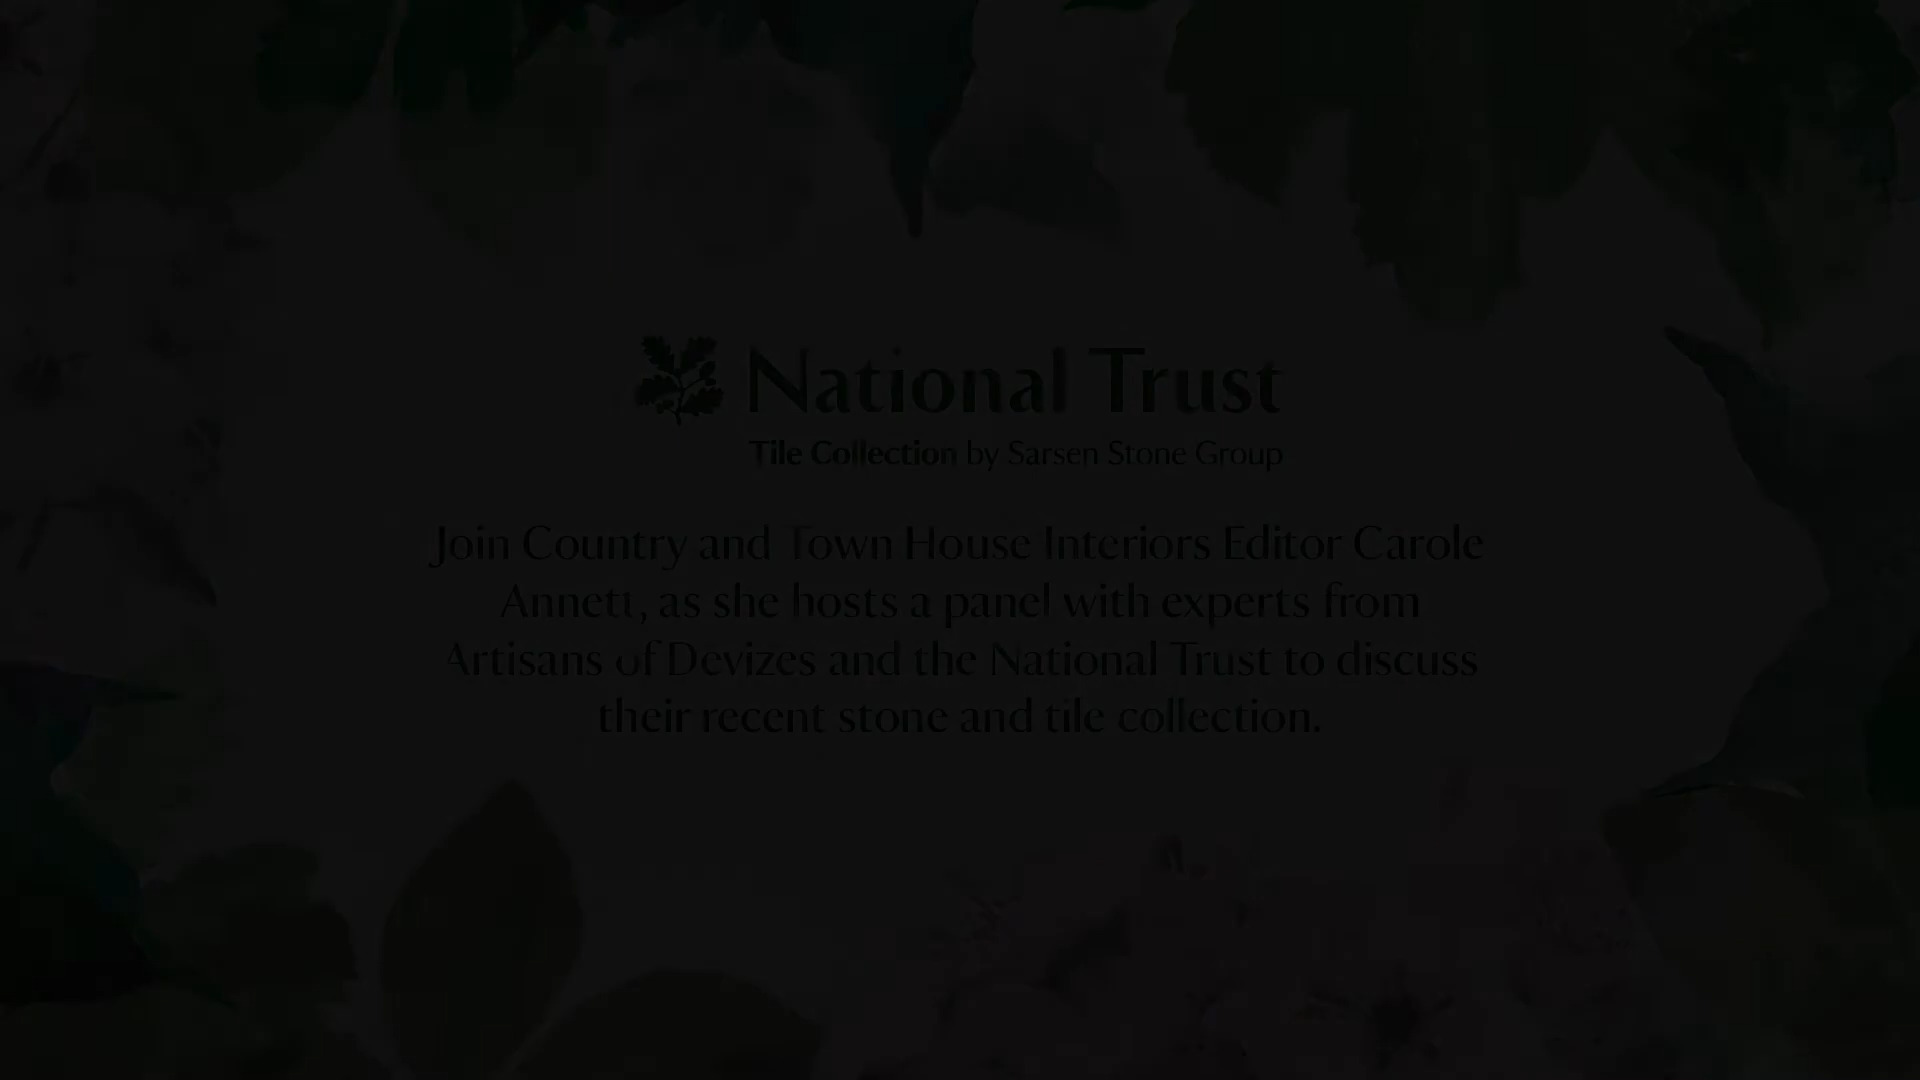 National Trust
Tile Collection by Sarsen Stone Group
Join Country and Town House Interiors Editor Carole
Annett, as she hosts a panel with experts from
Artisans of Devizes and the National Trust to discuss
their recent stone and tile collection.